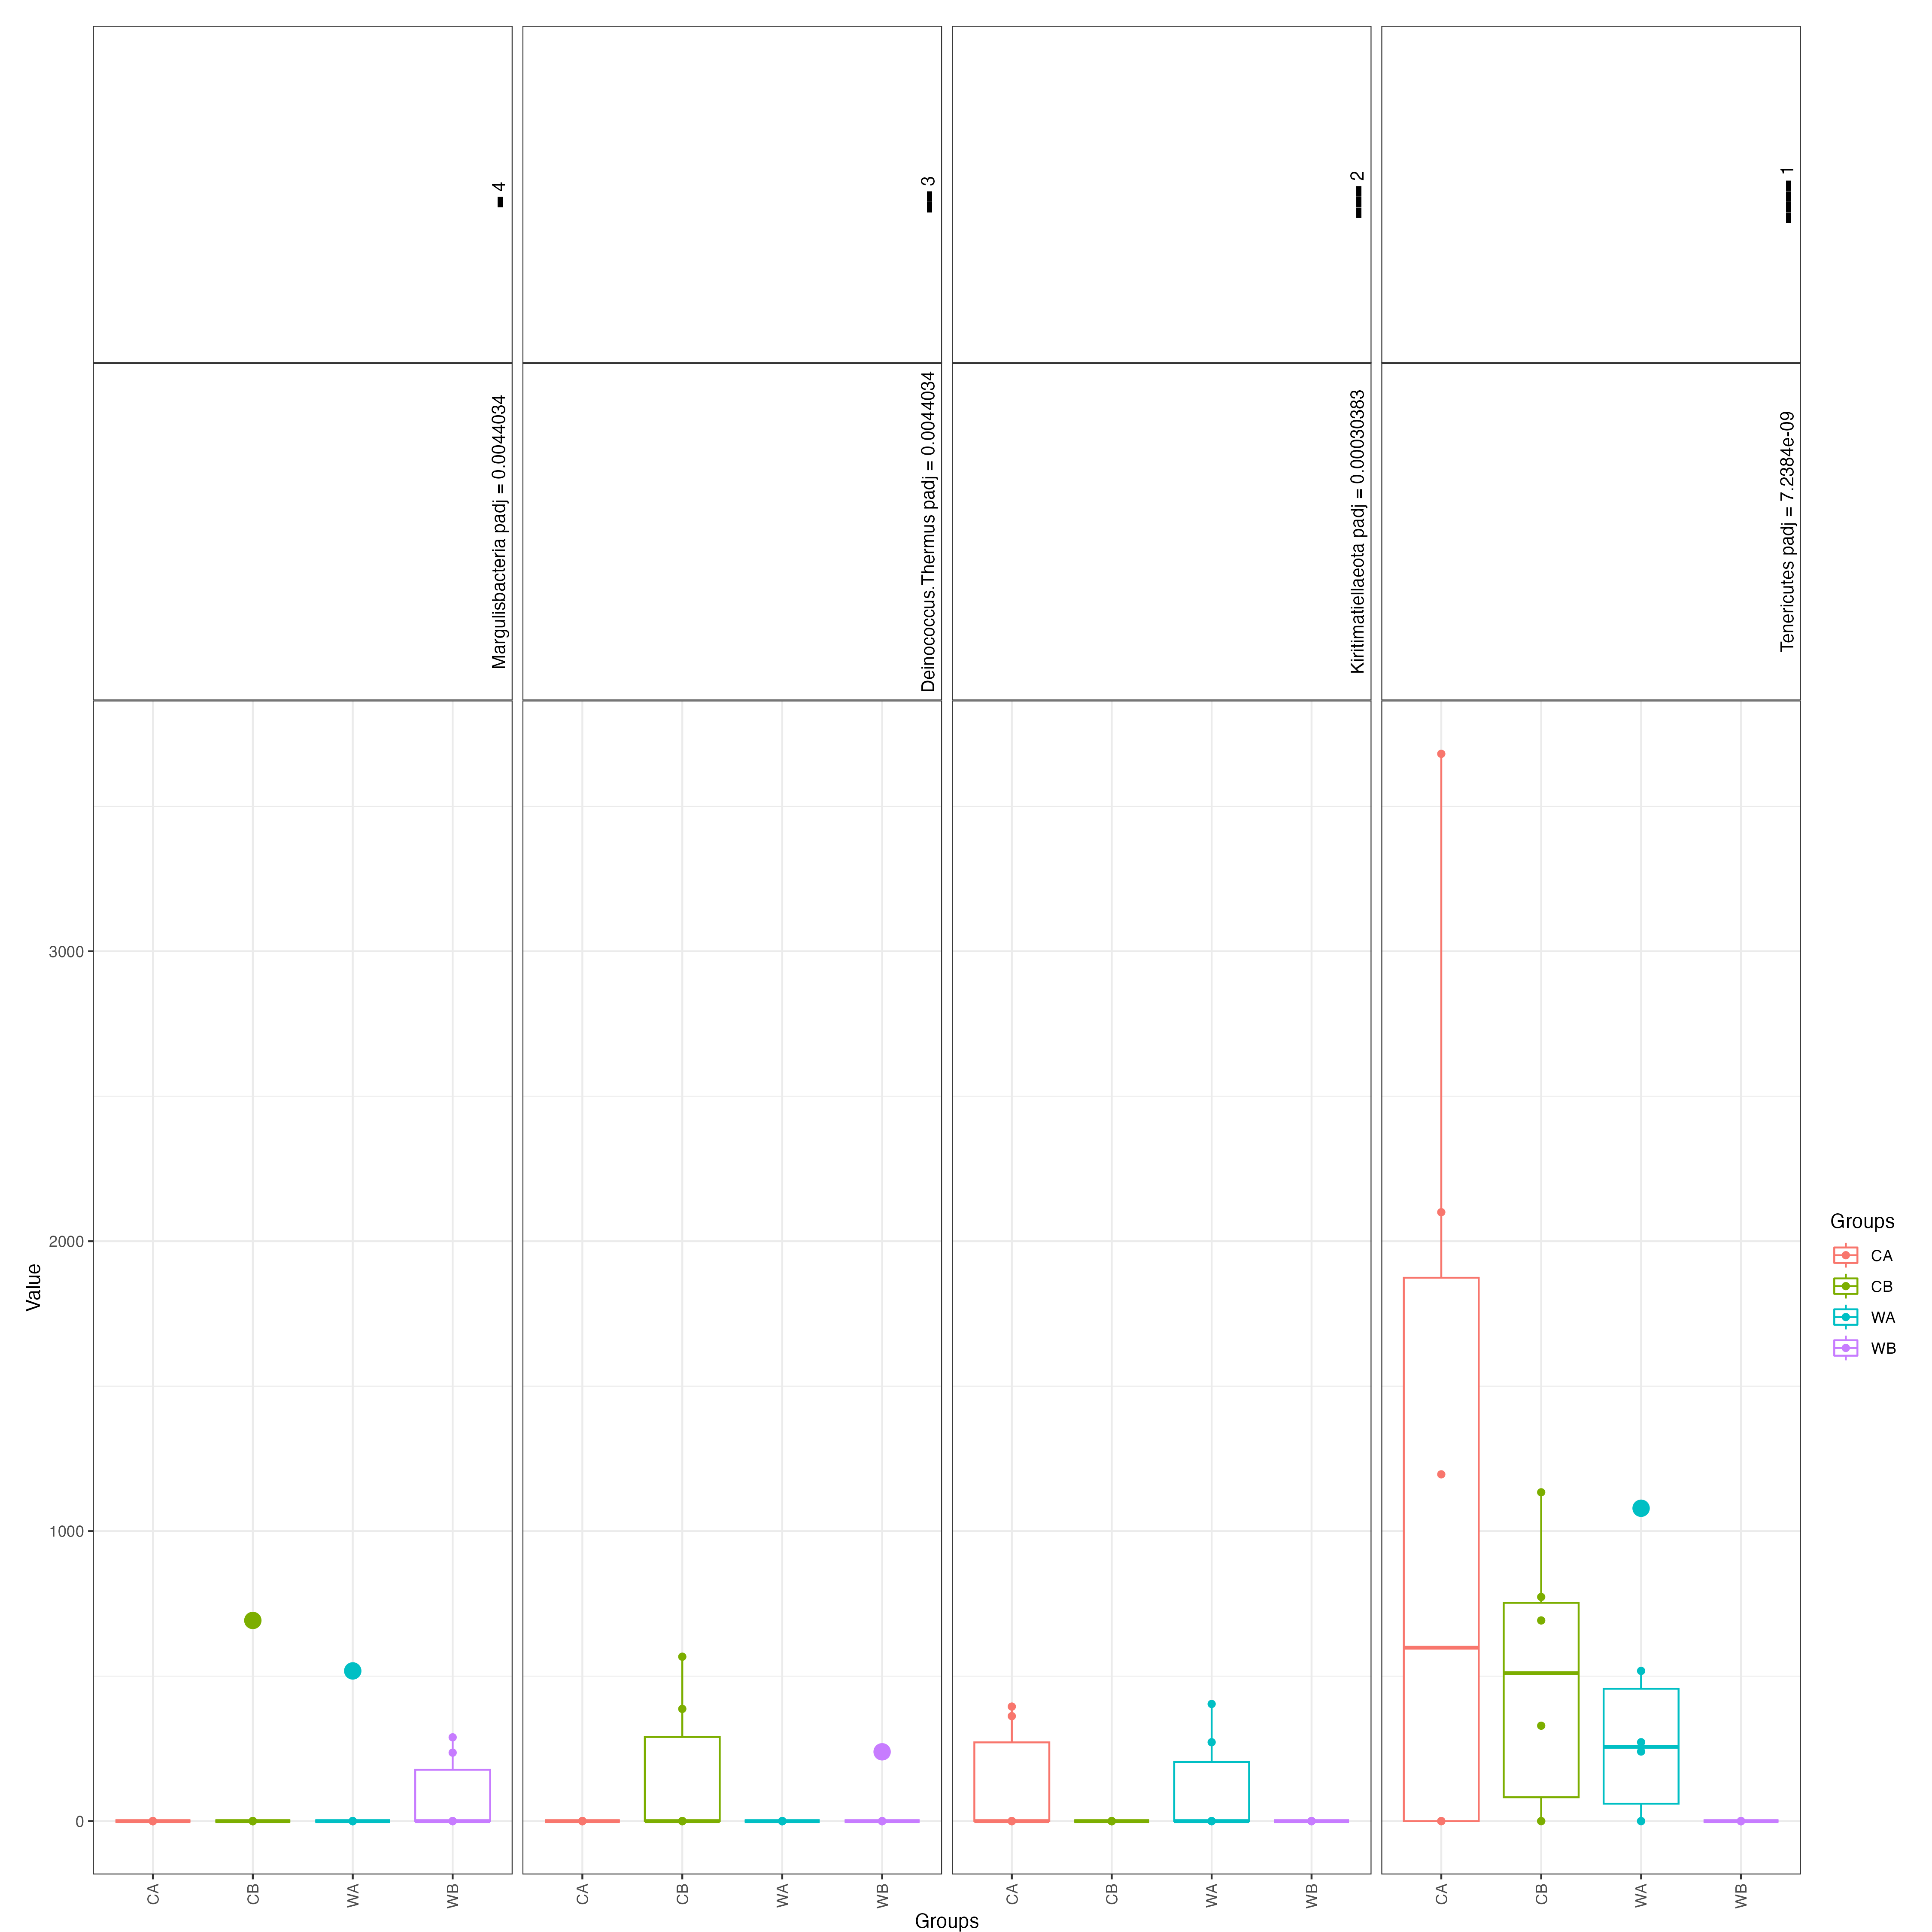 4
3
2
1
Margulisbacteria padj = 0.0044034
Deinococcus.Thermus padj = 0.0044034
Kiritimatiellaeota padj = 0.00030383
Tenericutes padj = 7.2384e-09
Value
3000
2000
1000
0
CA
CB
WA
WB
CA
CB
WA
WB
CA
CB
WA
WB
CA
CB
WA
WB
Groups
Groups
CA
CB
WA
WB